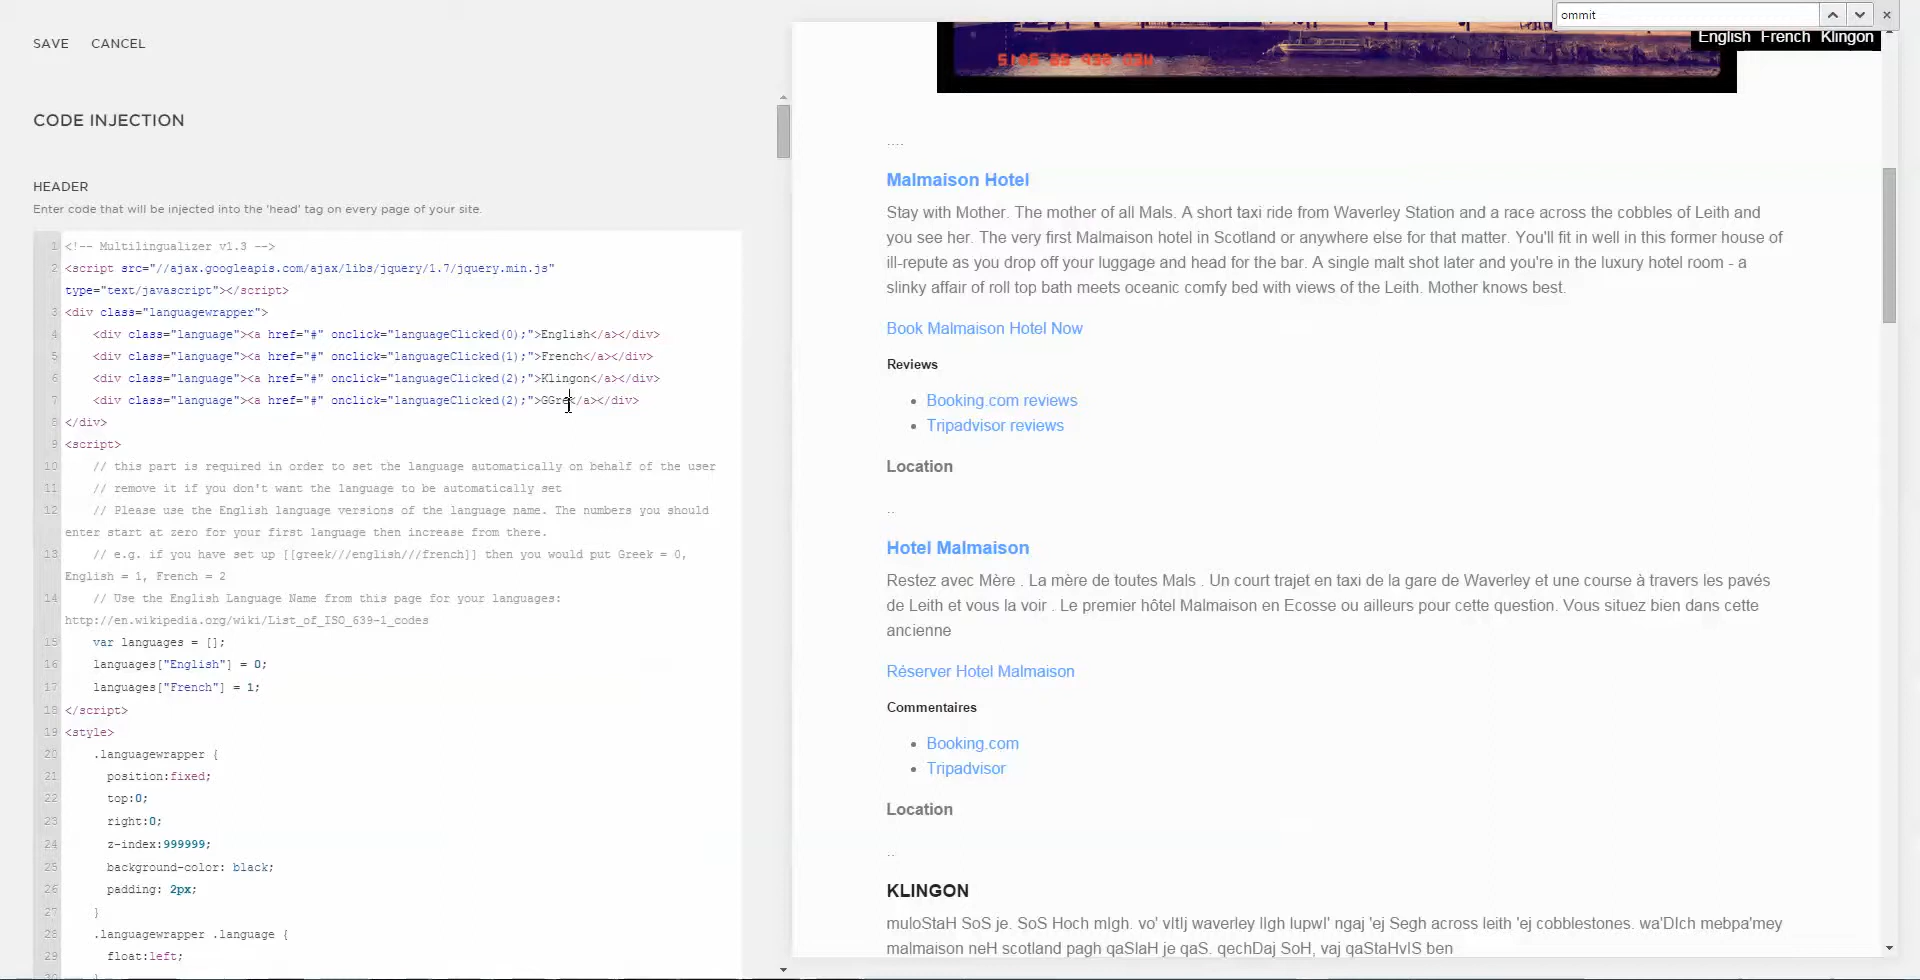 ommit
SAVE CANCEL
English French Klingon
CODE INJECTION
HEADER
Enter code that will be injected into the 'head' tag on every page of your site.
1 <!-- Multilingualizer v1.3 -->
2 <script src="//ajax.googleapis.com/ajax/libs/jquery/1.7/jquery.min.js"
type="text/javascript"></script>
3 <div class="languagewrapper">
4 <div class="language"><a href="#" onclick="languageClicked(0);">English</a></div>
5 <div class="language"><a href="#" onclick="languageClicked(1);">French</a></div>
6 <div class="language"><a href="#" onclick="languageClicked(2);">Klingon</a></div>
7 <div class="language"><a href="#" onclick="languageClicked(2);">GGre</a></div>
8 </div>
9 <script>
10 // this part is required in order to set the language automatically on behalf of the user
11 // remove it if you don't want the language to be automatically set
12 // Please use the English language versions of the language name. The numbers you should
enter start at zero for your first language then increase from there.
13 // e.g. if you have set up [[greek///english///french]] then you would put Greek = 0,
English = 1, French = 2
14 // Use the English Language Name from this page for your languages:
http://en.wikipedia.org/wiki/List_of_ISO_639-1_codes
15 var languages = [];
16 languages["English"] = 0;
17 languages["French"] = 1;
18 </script>
19 <style>
20 .languagewrapper {
21 position:fixed;
22 top:0;
23 right:0;
24 z-index:999999;
25 background-color: black;
26 padding: 2px;
27 }
28 .languagewrapper .language {
29 float:left;
30 }
....
Malmaison Hotel
Stay with Mother. The mother of all Mals. A short taxi ride from Waverley Station and a race across the cobbles of Leith and
you see her. The very first Malmaison hotel in Scotland or anywhere else for that matter. You'll fit in well in this former house of
ill-repute as you drop off your luggage and head for the bar. A single malt shot later and you're in the luxury hotel room - a
slinky affair of roll top bath meets oceanic comfy bed with views of the Leith. Mother knows best.
Book Malmaison Hotel Now
Reviews
• Booking.com reviews
• Tripadvisor reviews
Location
..
Hotel Malmaison
Restez avec Mère . La mère de toutes Mals . Un court trajet en taxi de la gare de Waverley et une course à travers les pavés
de Leith et vous la voir . Le premier hôtel Malmaison en Ecosse ou ailleurs pour cette question. Vous situez bien dans cette
ancienne
Réserver Hotel Malmaison
Commentaires
• Booking.com
• Tripadvisor
Location
..
KLINGON
muloStaH SoS je. SoS Hoch mIgh. vo' vItlj waverley lIgh lupwI' ngaj 'ej Segh across leith 'ej cobblestones. wa'DIch mebpa'mey
malmaison neH scotland pagh qaSlaH je qaS. qechDaj SoH, vaj qaStaHvIS ben